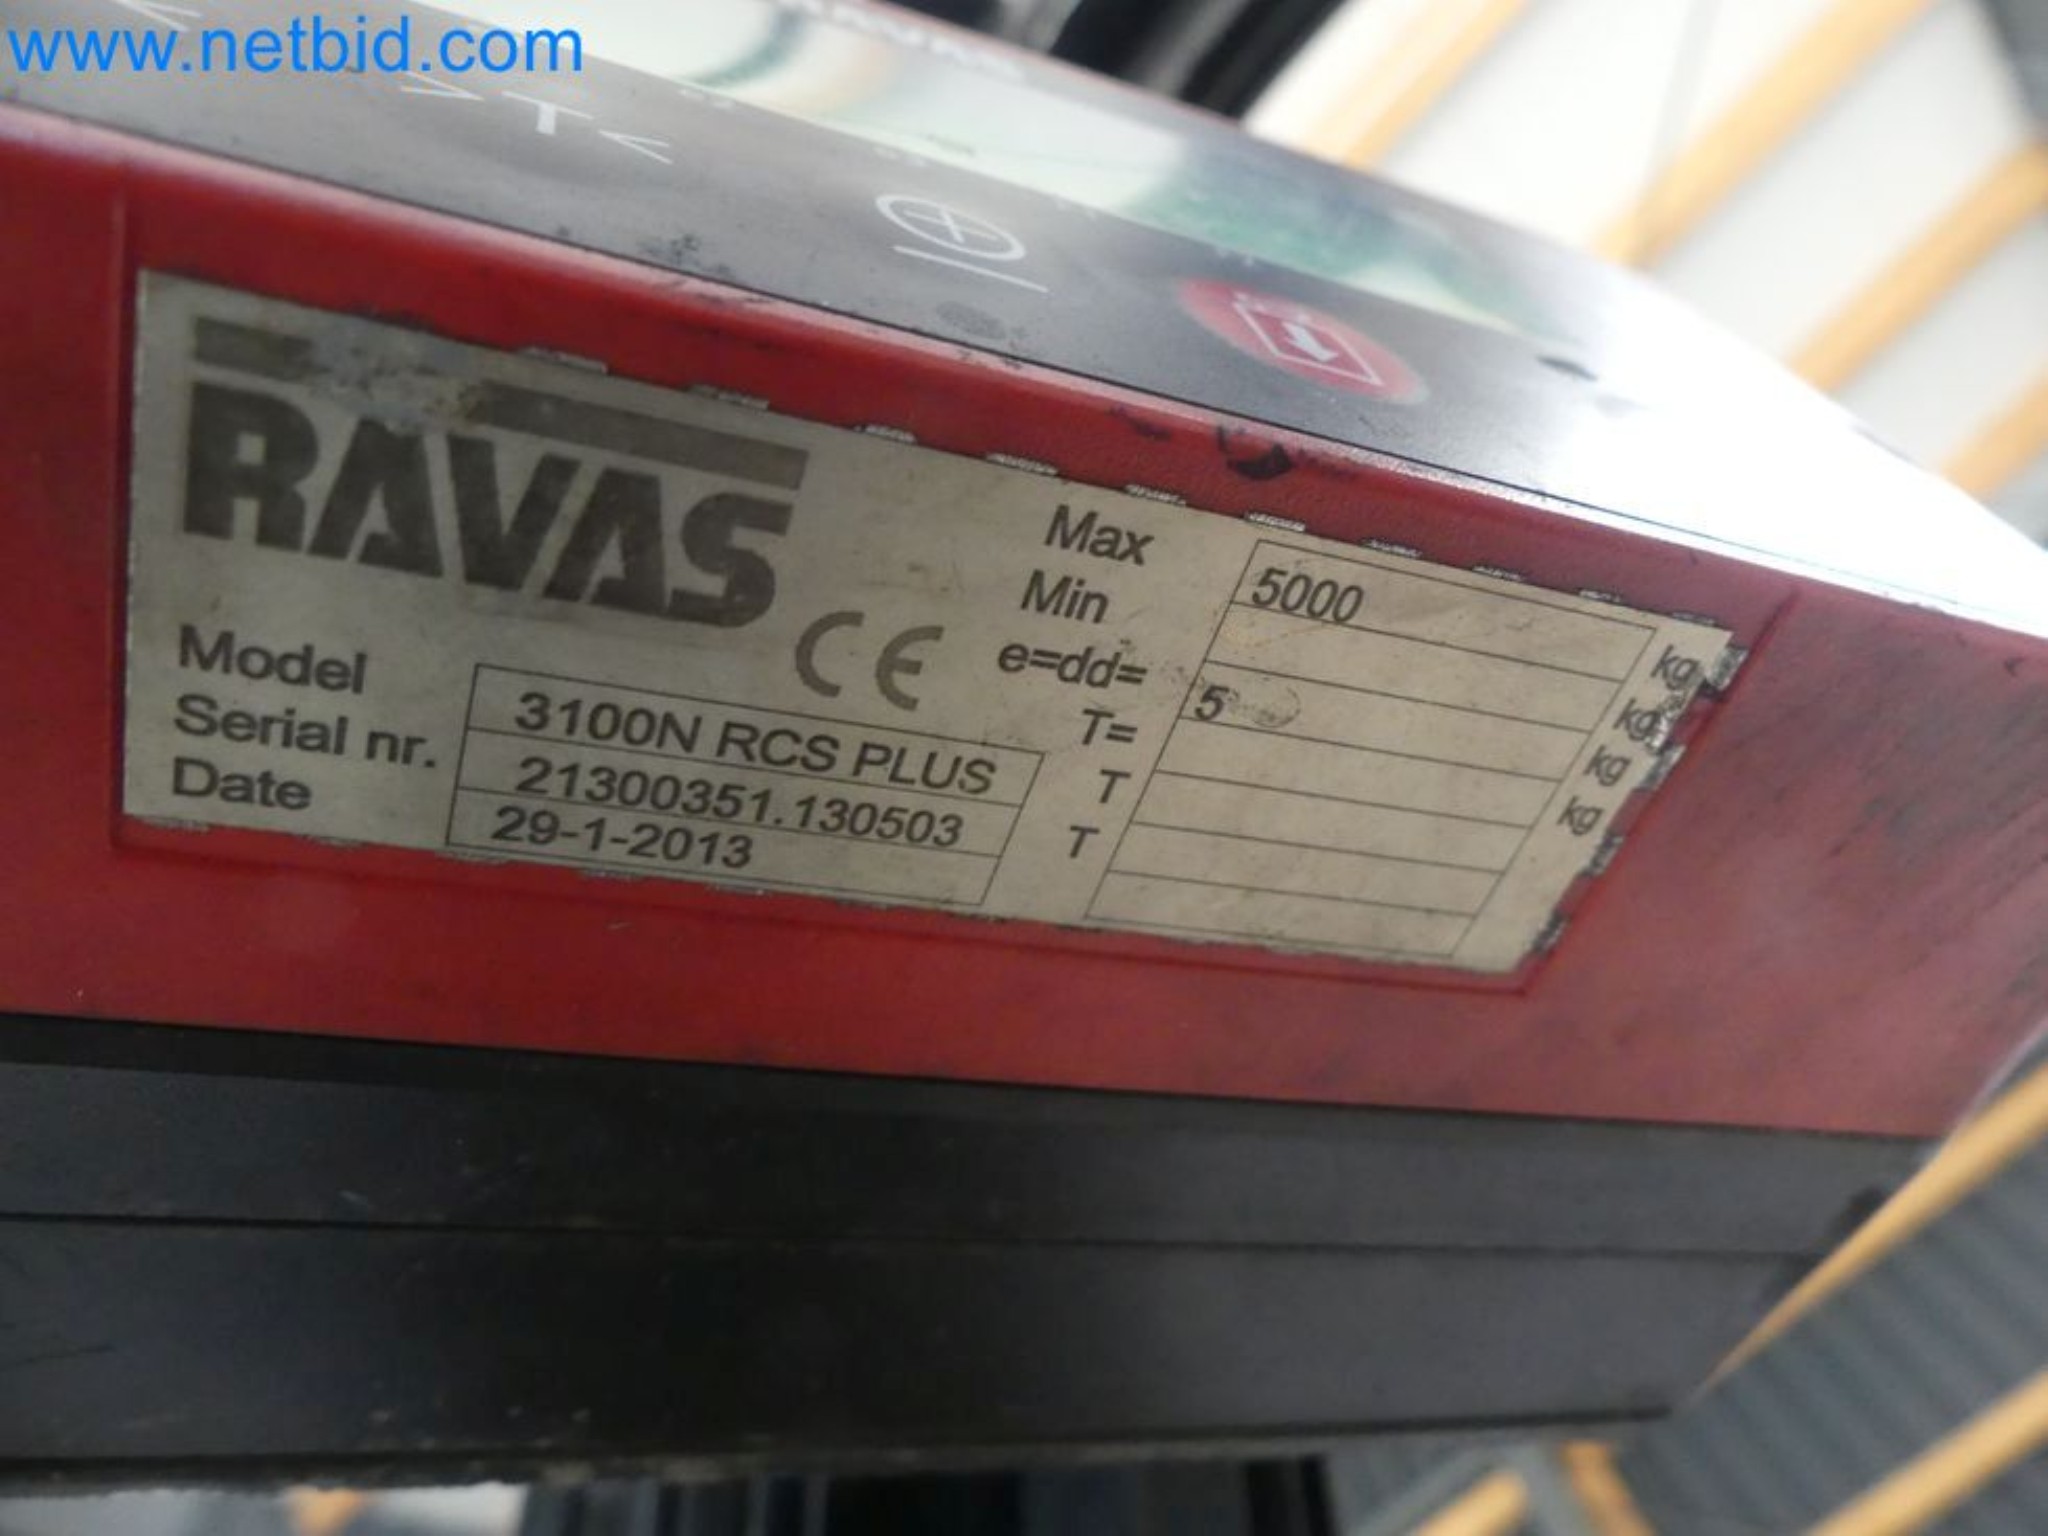 www.netbid.com
RAVAS
CE
Model 3100N RCS PLUS
Serial nr. 21300351.130503
Date 29-1-2013
Max 5000 kg
Min kg
e=dd= 5 kg
T= kg
T
T